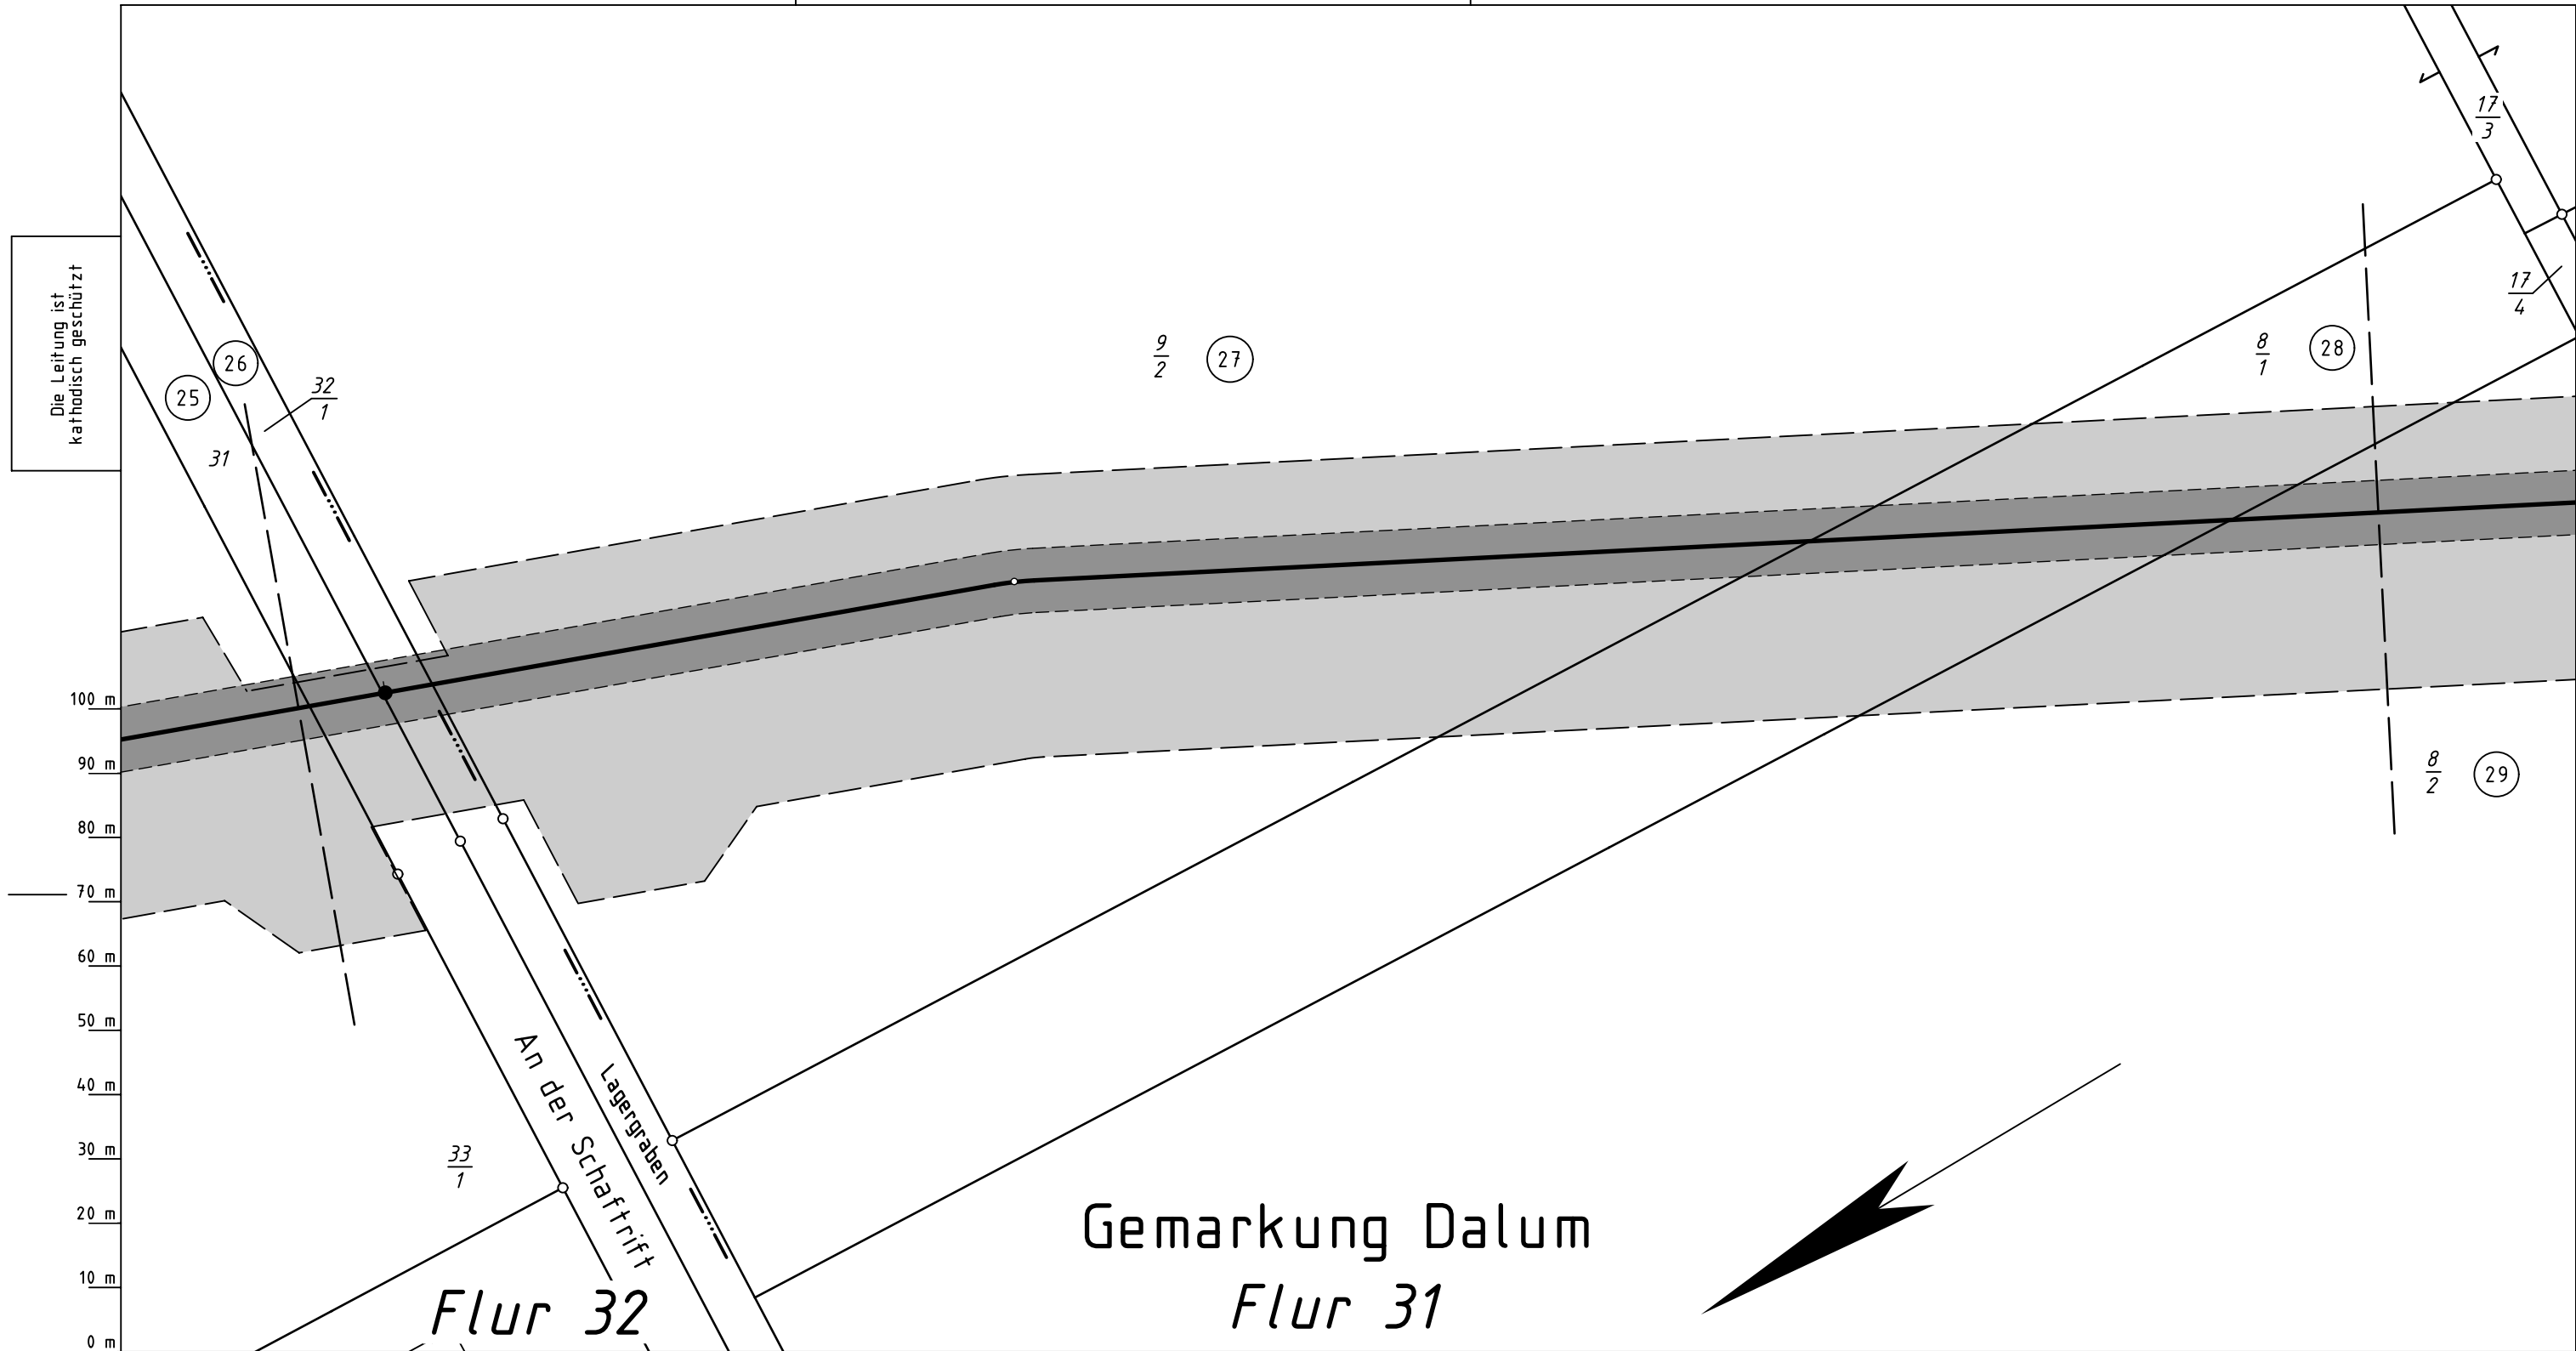 17
3
Die Leitung ist
kathodisch geschützt
17
4
26
9
2
27
8
1
28
25
32
1
31
100 m
90 m
8
2
29
80 m
70 m
60 m
50 m
40 m
30 m
20 m
10 m
0 m
An der Schaftrift
Lagergraben
33
1
Gemarkung Dalum
Flur 32
Flur 31